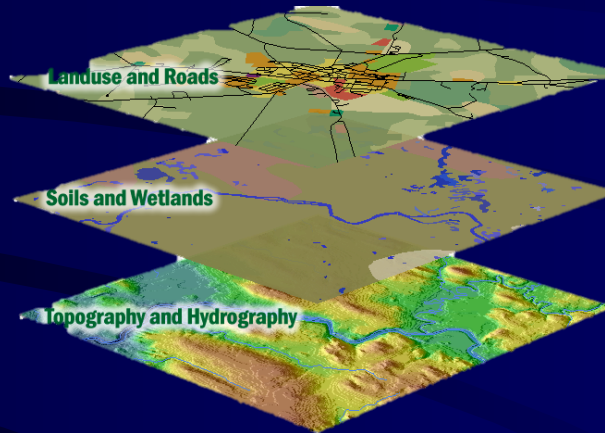 Landuse and Roads
Soils and Wetlands
Topography and Hydrography